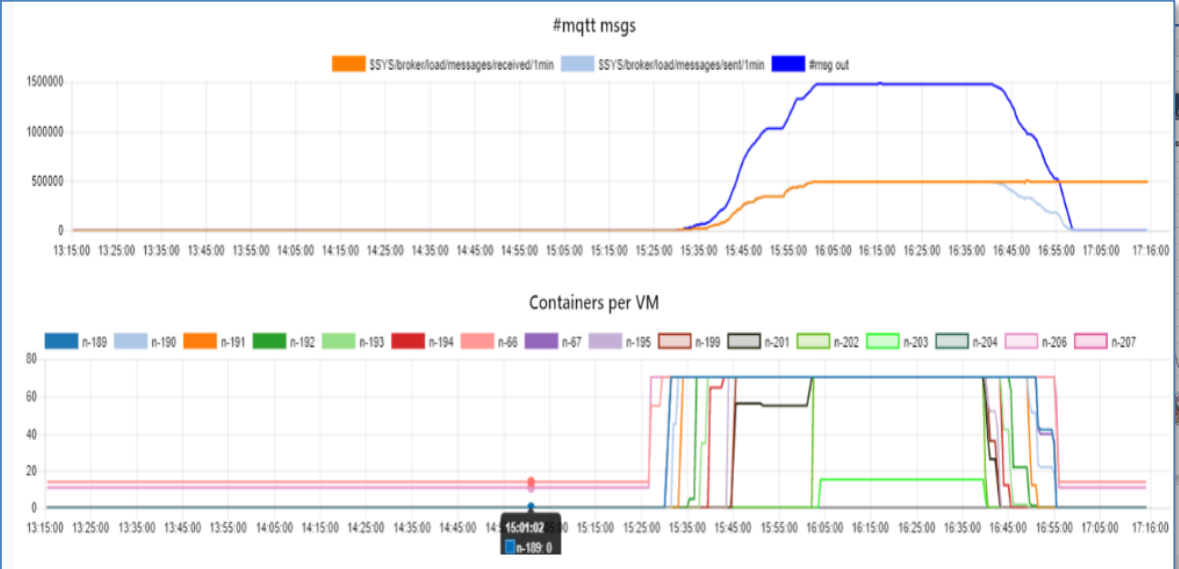 #mqtt msgs
$SYS/broker/load/messages/received/1min $SYS/broker/load/messages/sent/1min #msg out
1500000
1000000
500000
0
13:15:00 13:25:00 13:35:00 13:45:00 13:55:00 14:05:00 14:15:00 14:25:00 14:35:00 14:45:00 14:55:00 15:05:00 15:15:00 15:25:00 15:35:00 15:45:00 15:55:00 16:05:00 16:15:00 16:25:00 16:35:00 16:45:00 16:55:00 17:05:00 17:16:00
Containers per VM
n-189 n-190 n-191 n-192 n-193 n-194 n-66 n-67 n-195 n-199 n-201 n-202 n-203 n-204 n-206 n-207
80
60
40
20
0
13:15:00 13:25:00 13:35:00 13:45:00 13:55:00 14:05:00 14:15:00 14:25:00 14:35:00 14:45:00 15:15:00 15:25:00 15:35:00 15:45:00 15:55:00 16:05:00 16:15:00 16:25:00 16:35:00 16:45:00 16:55:00 17:05:00 17:16:00
15:01:02
n-189: 0